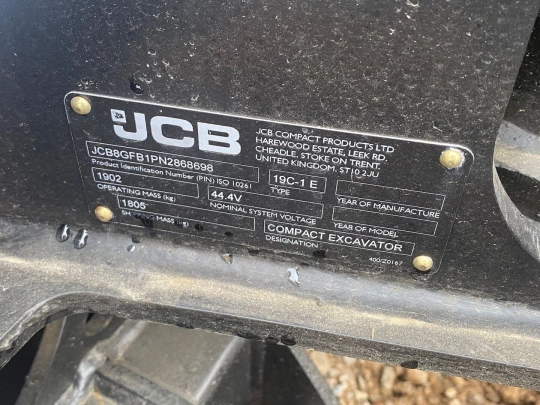 JCB
JCB COMPACT PRODUCTS LTD
HAREWOOD ESTATE, LEEK RD.
CHEADLE, STOKE ON TRENT
UNITED KINGDOM. ST10 2JU
JCB8GFB1PN2868698
Product Identification Number (PIN) ISO 10261
19C-1 E
TYPE
YEAR OF MANUFACTURE
1902
OPERATING MASS (kg)
44.4V
NOMINAL SYSTEM VOLTAGE
YEAR OF MODEL
1805
MASS (kg)
COMPACT EXCAVATOR
DESIGNATION
400/Z0167